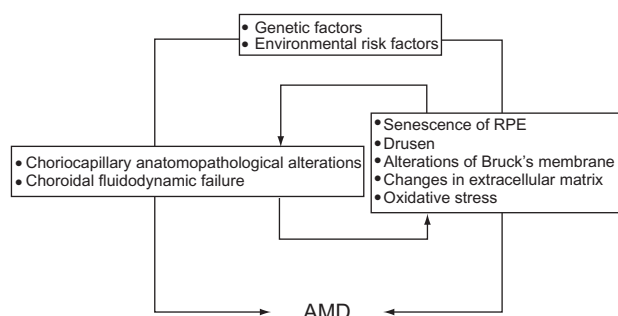 • Genetic factors
• Environmental risk factors
• Choriocapillary anatomopathological alterations
• Choroidal fluidodynamic failure
• Senescence of RPE
• Drusen
• Alterations of Bruck's membrane
• Changes in extracellular matrix
• Oxidative stress
AMD